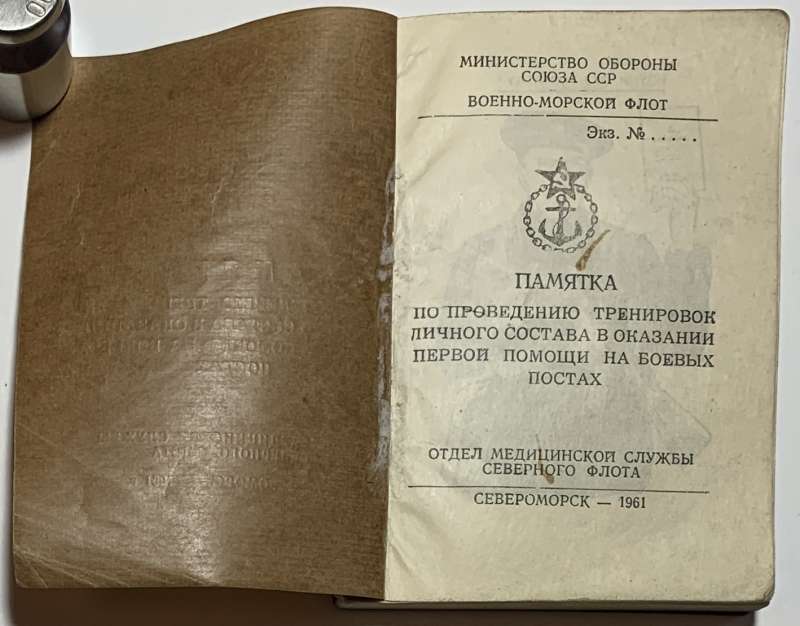 МИНИСТЕРСТВО ОБОРОНЫ
СОЮЗА ССР
ВОЕННО-МОРСКОЙ ФЛОТ
Экз. № .....
ПАМЯТКА
ПО ПРОВЕДЕНИЮ ТРЕНИРОВОК
ЛИЧНОГО СОСТАВА В ОКАЗАНИИ
ПЕРВОЙ ПОМОЩИ НА БОЕВЫХ
ПОСТАХ
ОТДЕЛ МЕДИЦИНСКОЙ СЛУЖБЫ
СЕВЕРНОГО ФЛОТА
СЕВЕРОМОРСК — 1961